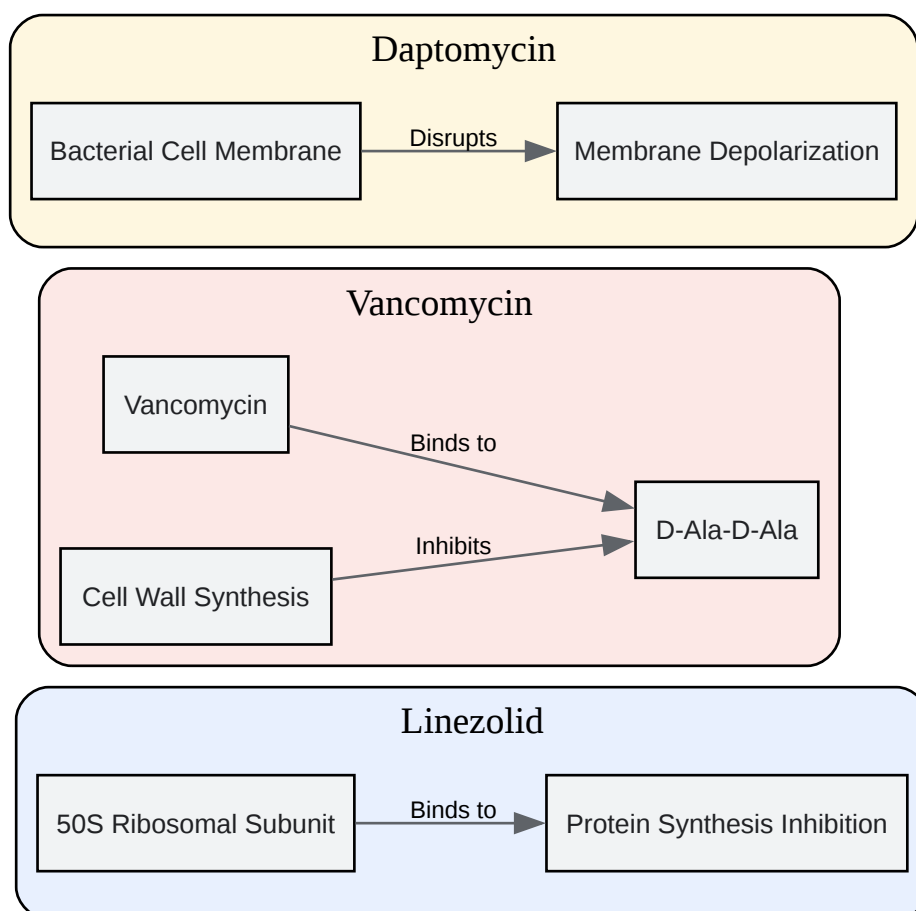 Daptomycin
Bacterial Cell Membrane
Disrupts
Membrane Depolarization
Vancomycin
Vancomycin
Binds to
D-Ala-D-Ala
Inhibits
Cell Wall Synthesis
Linezolid
50S Ribosomal Subunit
Binds to
Protein Synthesis Inhibition